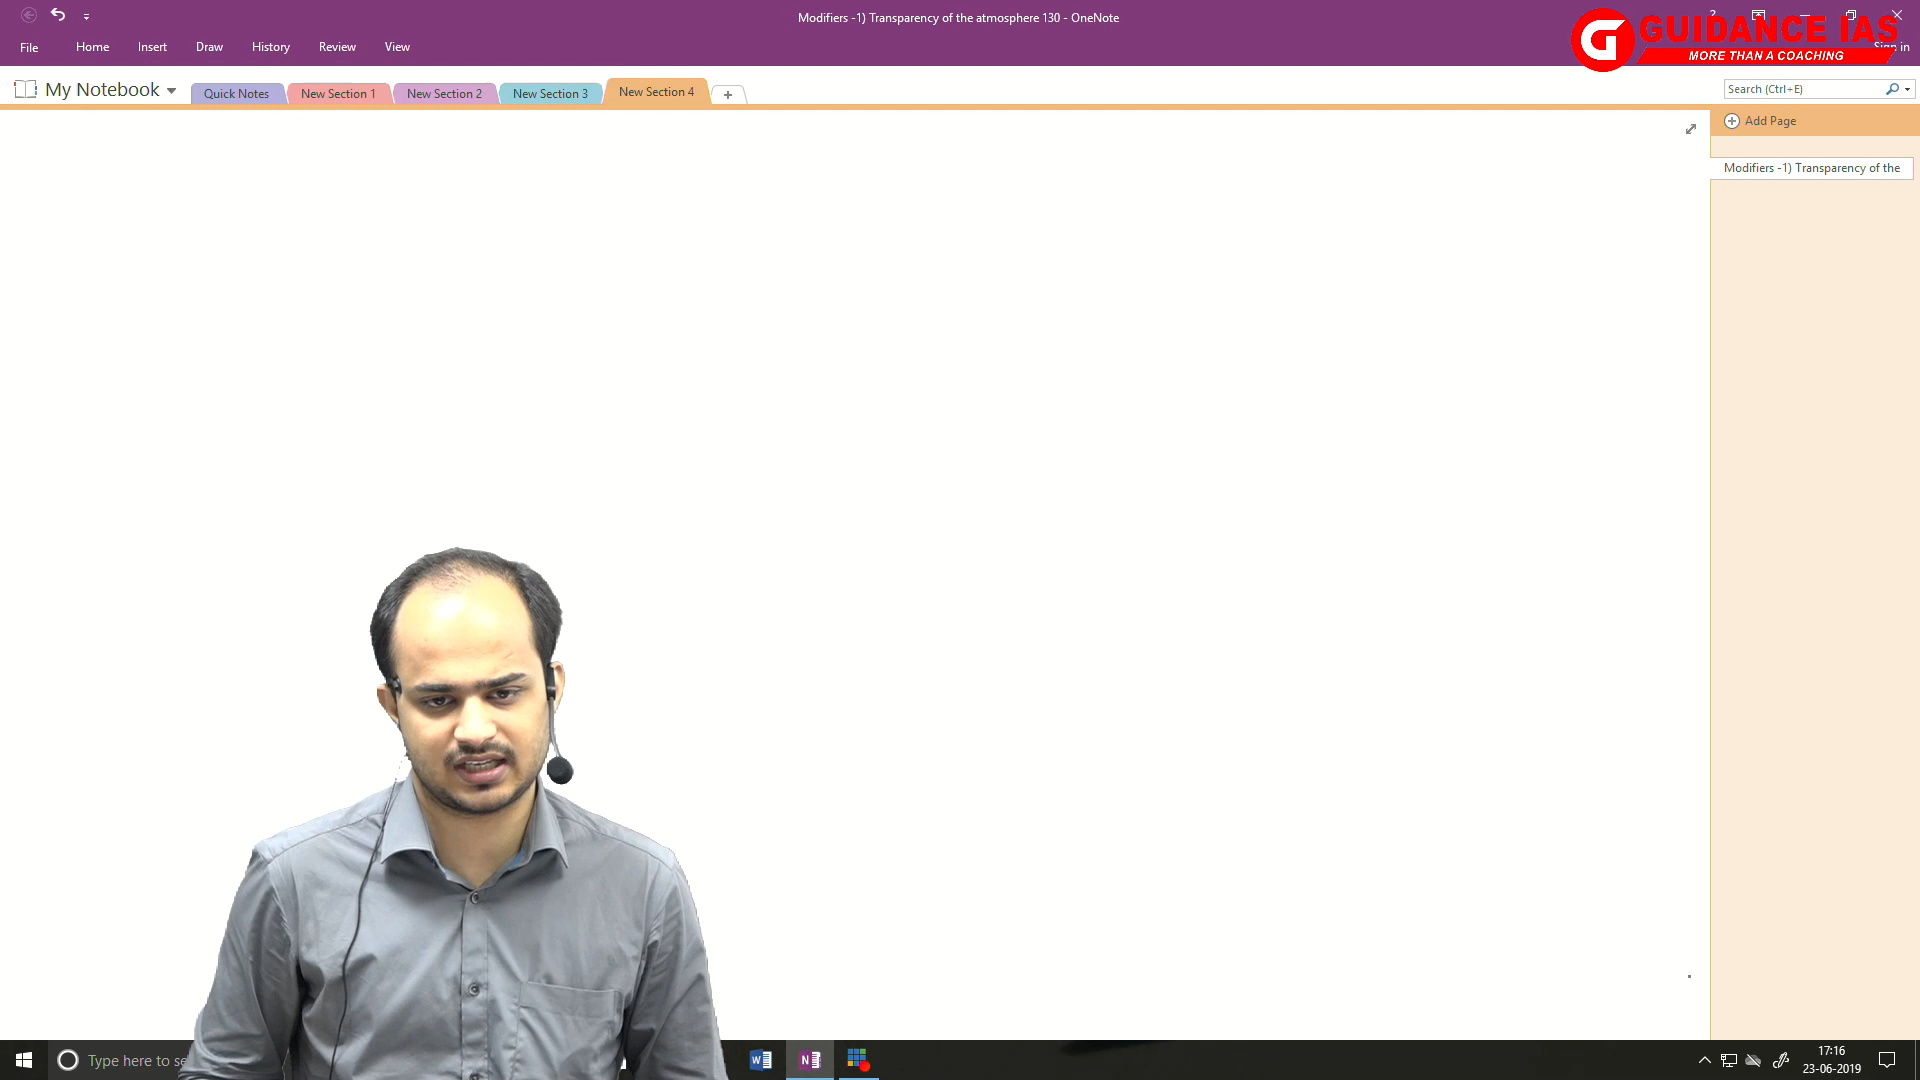 Modifiers -1) Transparency of the atmosphere 130 - OneNote
?
File Home Insert Draw History Review View
GUIDANCE IAS
MORE THAN A COACHING
Sign in
My Notebook
Quick Notes
New Section 1
New Section 2
New Section 3
New Section 4
+
Search (Ctrl+E)
Add Page
Modifiers -1) Transparency of the
Type here to se
17:16
23-06-2019